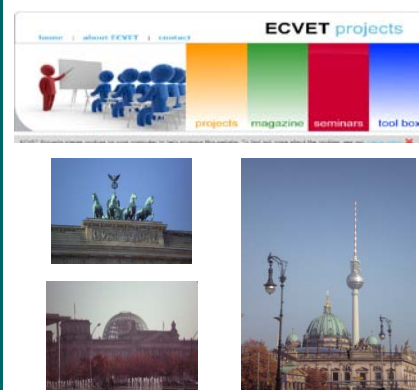 ECVET projects
home | about ECVET | contact
projects magazine seminars tool box